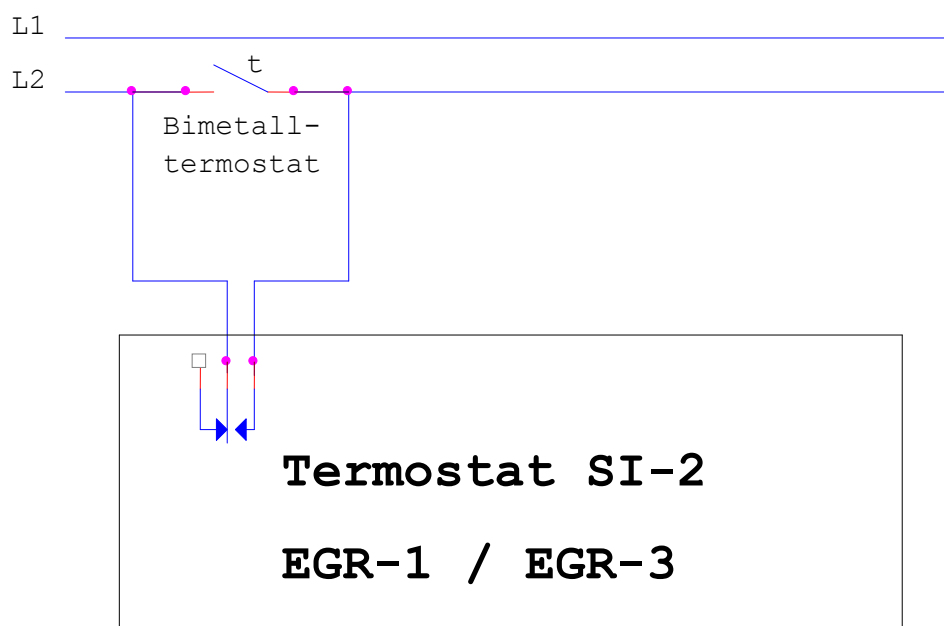 L1
t
L2
Bimetall-
termostat
Termostat SI-2
EGR-1 / EGR-3